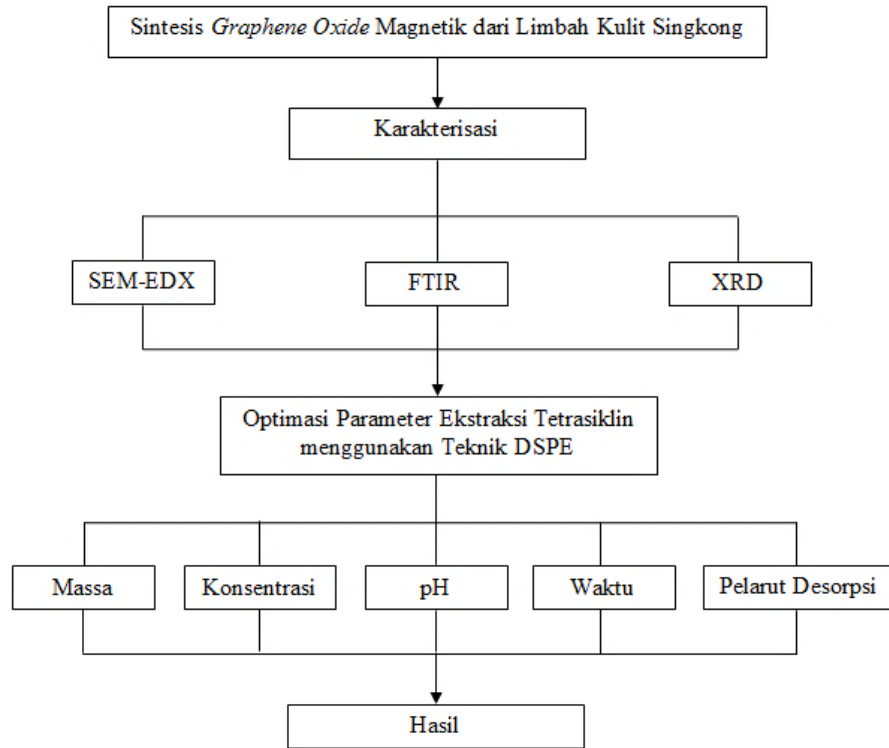 Sintesis Graphene Oxide Magnetik dari Limbah Kulit Singkong
Karakterisasi
SEM-EDX
FTIR
XRD
Optimasi Parameter Ekstraksi Tetrasiklin
menggunakan Teknik DSPE
Massa
Konsentrasi
pH
Waktu
Pelarut Desorpsi
Hasil